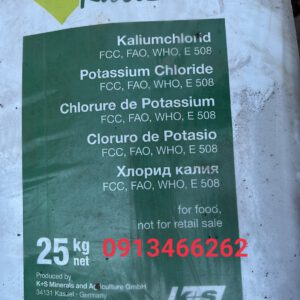 Kaliumchlorid
FCC, FAO, WHO, E 508
Potassium Chloride
FCC, FAO, WHO, E 508
Chlorure de Potassium
FCC, FAO, WHO, E 508
Cloruro de Potasio
FCC, FAO, WHO, E 508
Хлорид калия
FCC, FAO, WHO, E 508
for food,
not for retail sale
25 kg net
0913466262
Produced by
K+S Minerals and Agriculture GmbH
34131 Kassel - Germany
K+S